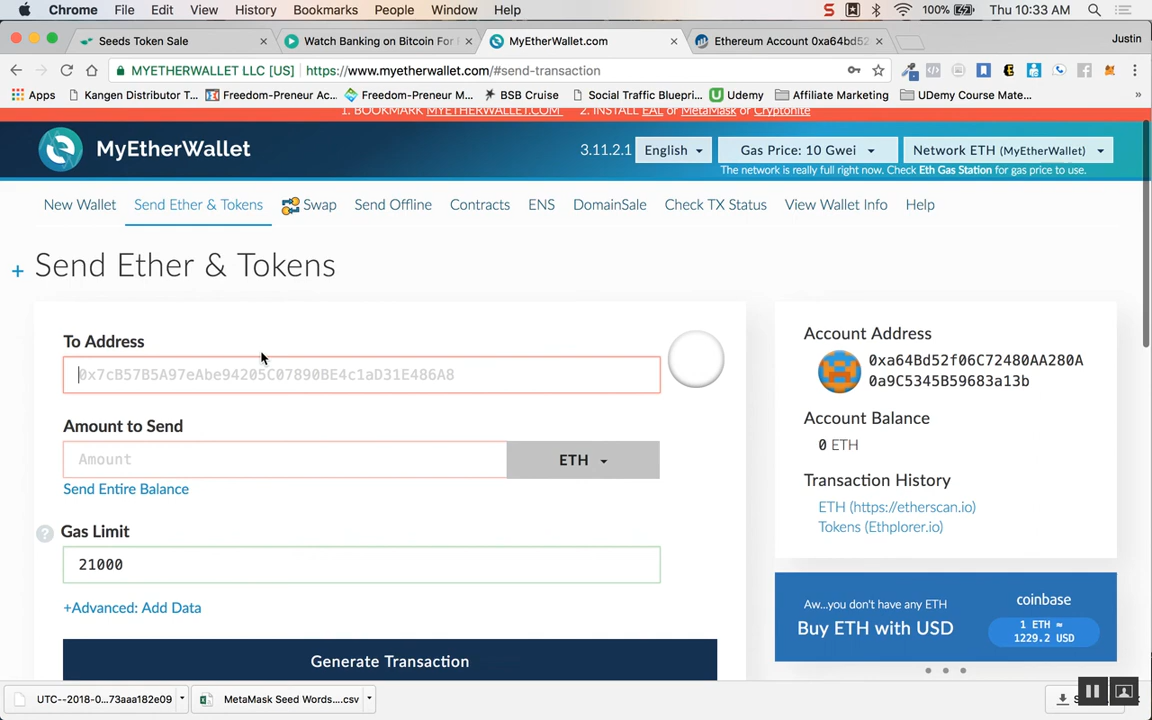 Chrome File Edit View History Bookmarks People Window Help 100% Thu 10:33 AM
Seeds Token Sale Watch Banking on Bitcoin For MyEtherWallet.com Ethereum Account 0xa64bd52 Justin
MYETHERWALLET LLC [US] https://www.myetherwallet.com/#send-transaction
Apps Kangen Distributor T... Freedom-Preneur Ac... Freedom-Preneur M... BSB Cruise Social Traffic Bluepri... Udemy Affiliate Marketing UDemy Course Mate... »
1. BOOKMARK MYETHERWALLET.COM 2. INSTALL EAL or MetaMask or Cryptonite
MyEtherWallet 3.11.2.1 English Gas Price: 10 Gwei Network ETH (MyEtherWallet)
The network is really full right now. Check Eth Gas Station for gas price to use.
New Wallet Send Ether & Tokens Swap Send Offline Contracts ENS DomainSale Check TX Status View Wallet Info Help
+ Send Ether & Tokens
To Address
0x7cB57B5A97eAbe94205C07890BE4c1aD31E486A8
Amount to Send
Amount ETH
Send Entire Balance
? Gas Limit
21000
+Advanced: Add Data
Generate Transaction
Account Address
0xa64Bd52f06C72480AA280A
0a9C5345B59683a13b
Account Balance
0 ETH
Transaction History
ETH (https://etherscan.io)
Tokens (Ethplorer.io)
Aw...you don't have any ETH
Buy ETH with USD
coinbase
1 ETH ≈
1229.2 USD
UTC--2018-0...73aaa182e09 MetaMask Seed Words....csv